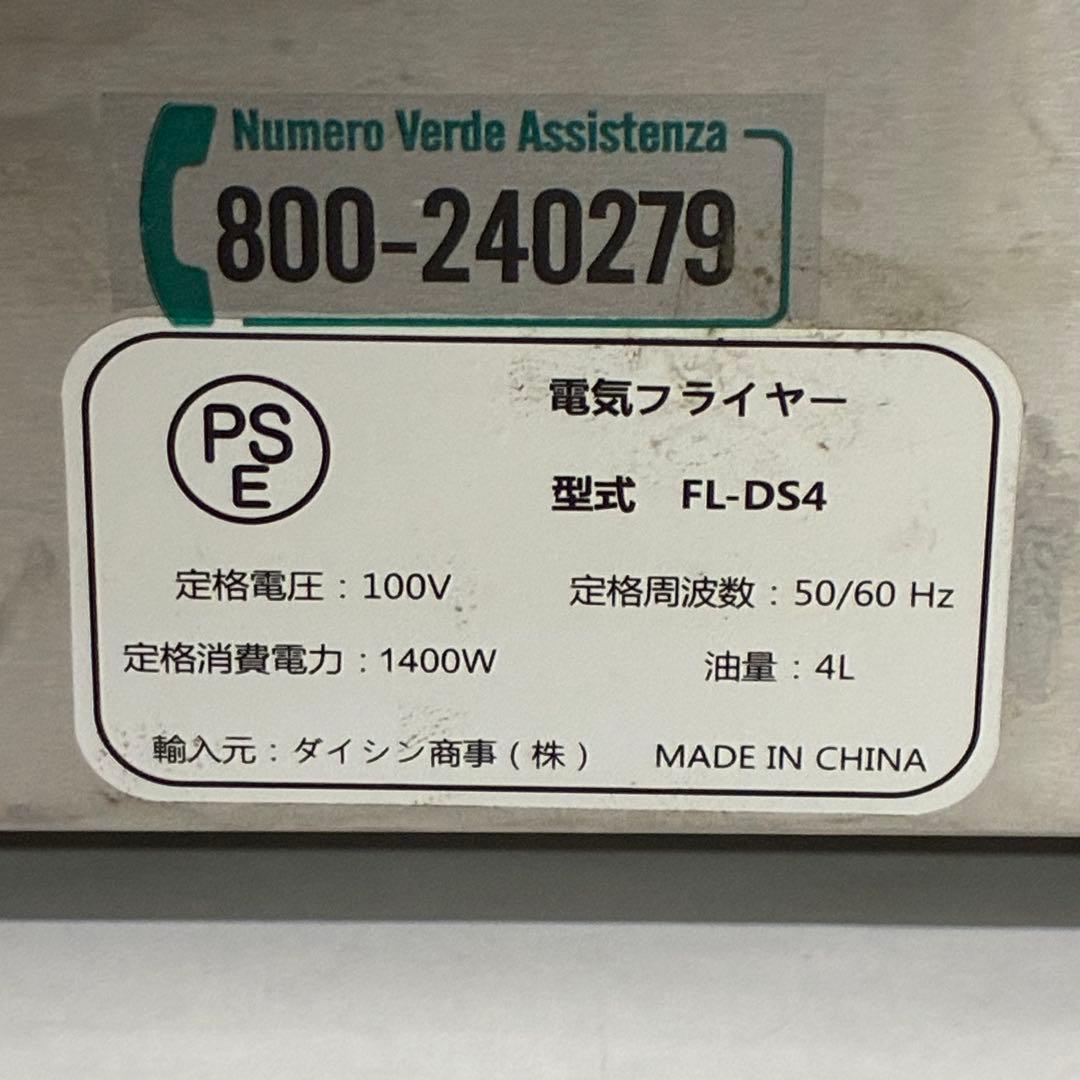 Numero Verde Assistenza
800-240279
PS
E
電気フライヤー
型式 FL-DS4
定格電圧：100V 定格周波数：50/60 Hz
定格消費電力：1400W 油量：4L
輸入元：ダイシン商事（株） MADE IN CHINA